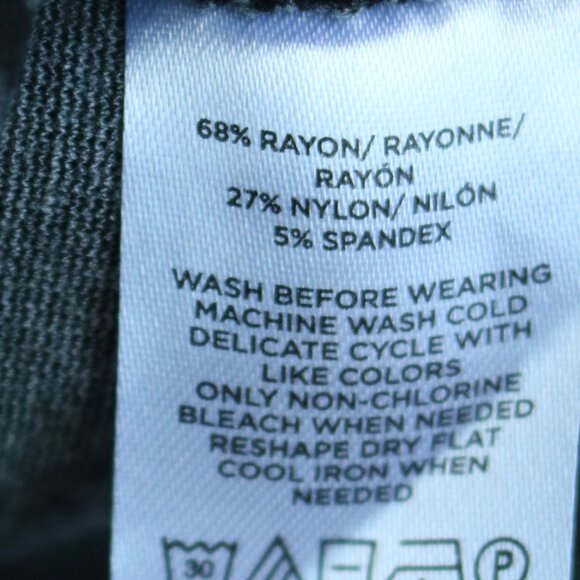 68% RAYON/ RAYONNE/
RAYÓN
27% NYLON/ NILÓN
5% SPANDEX
WASH BEFORE WEARING
MACHINE WASH COLD
DELICATE CYCLE WITH
LIKE COLORS
ONLY NON-CHLORINE
BLEACH WHEN NEEDED
RESHAPE DRY FLAT
COOL IRON WHEN
NEEDED
30 P